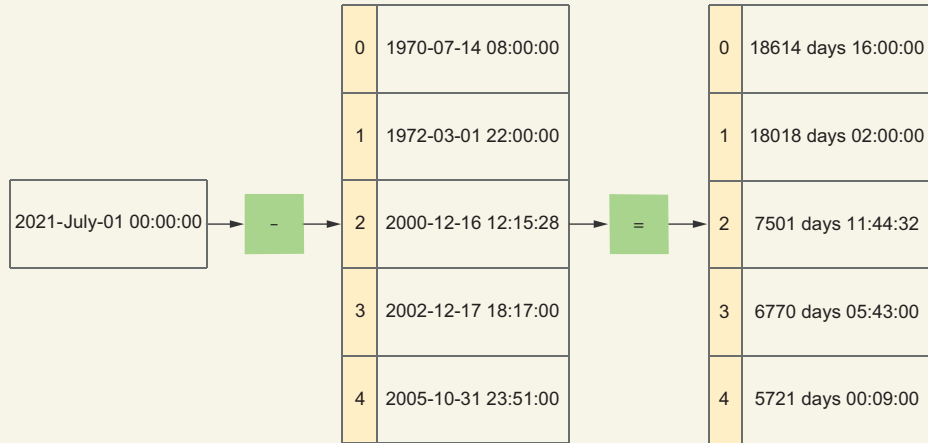 0 1970-07-14 08:00:00 0 18614 days 16:00:00
1 1972-03-01 22:00:00 1 18018 days 02:00:00
2021-July-01 00:00:00 - 2 2000-12-16 12:15:28 = 2 7501 days 11:44:32
3 2002-12-17 18:17:00 3 6770 days 05:43:00
4 2005-10-31 23:51:00 4 5721 days 00:09:00